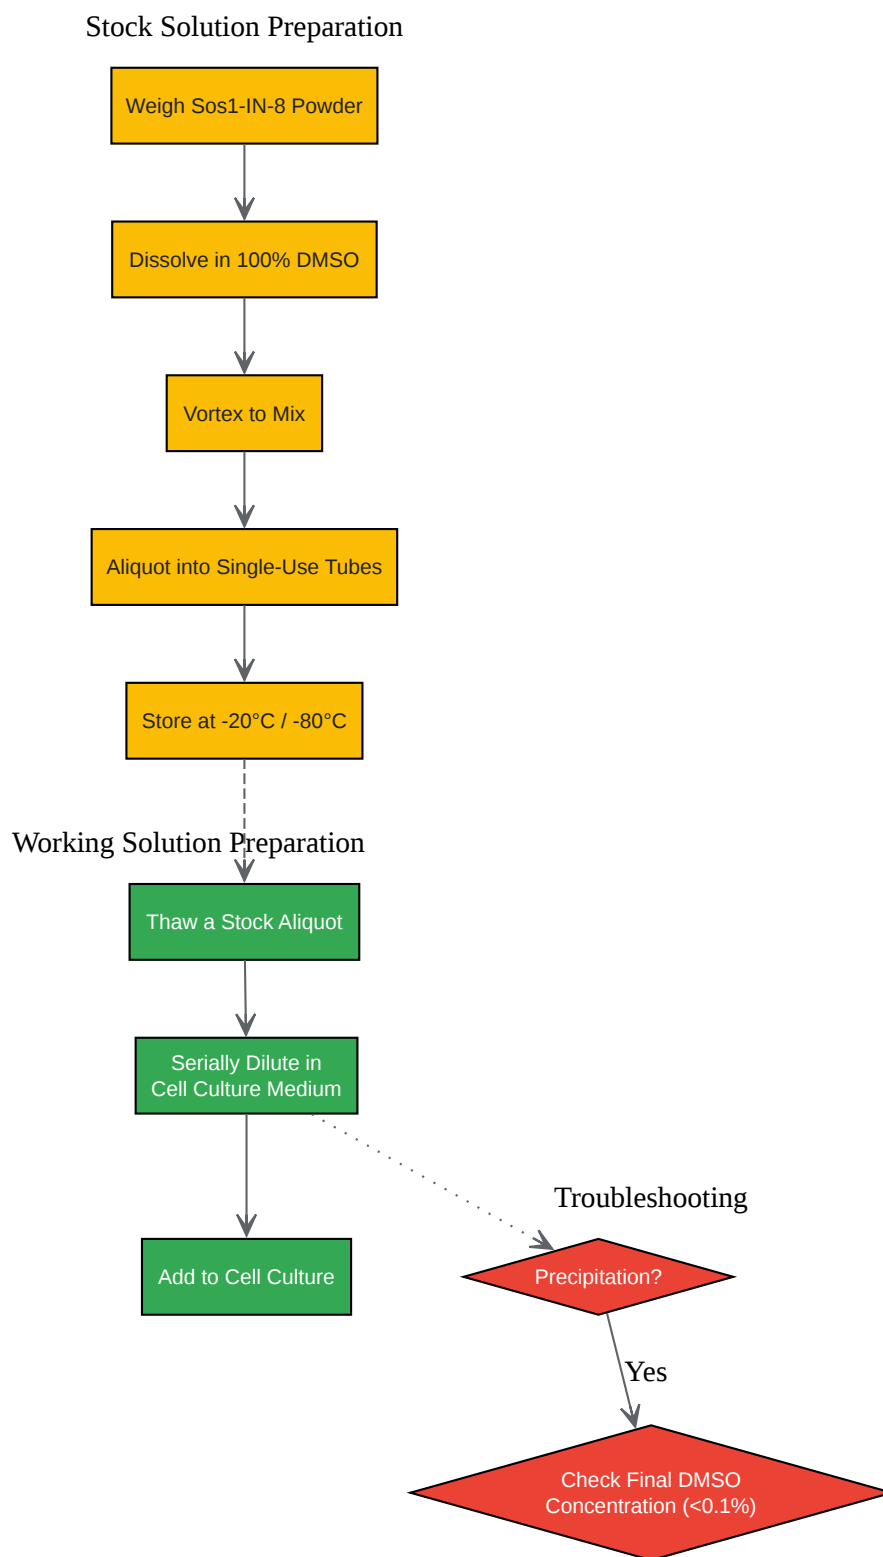 Stock Solution Preparation
Weigh Sos1-IN-8 Powder
Dissolve in 100% DMSO
Vortex to Mix
Aliquot into Single-Use Tubes
Store at -20°C / -80°C
Working Solution Preparation
Thaw a Stock Aliquot
Serially Dilute in
Cell Culture Medium
Add to Cell Culture
Troubleshooting
Precipitation?
Yes
Check Final DMSO
Concentration (<0.1%)